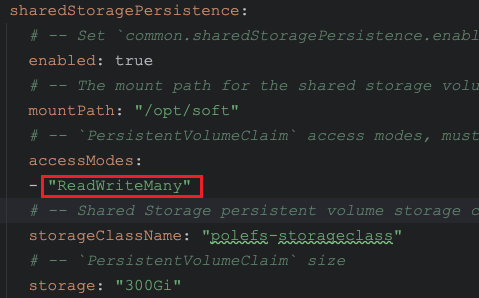 sharedStoragePersistence:
# -- Set `common.sharedStoragePersistence.enabl
enabled: true
# -- The mount path for the shared storage volu
mountPath: "/opt/soft"
# -- `PersistentVolumeClaim` access modes, must
accessModes:
- "ReadWriteMany"
# -- Shared Storage persistent volume storage c
storageClassName: "polefs-storageclass"
# -- `PersistentVolumeClaim` size
storage: "300Gi"